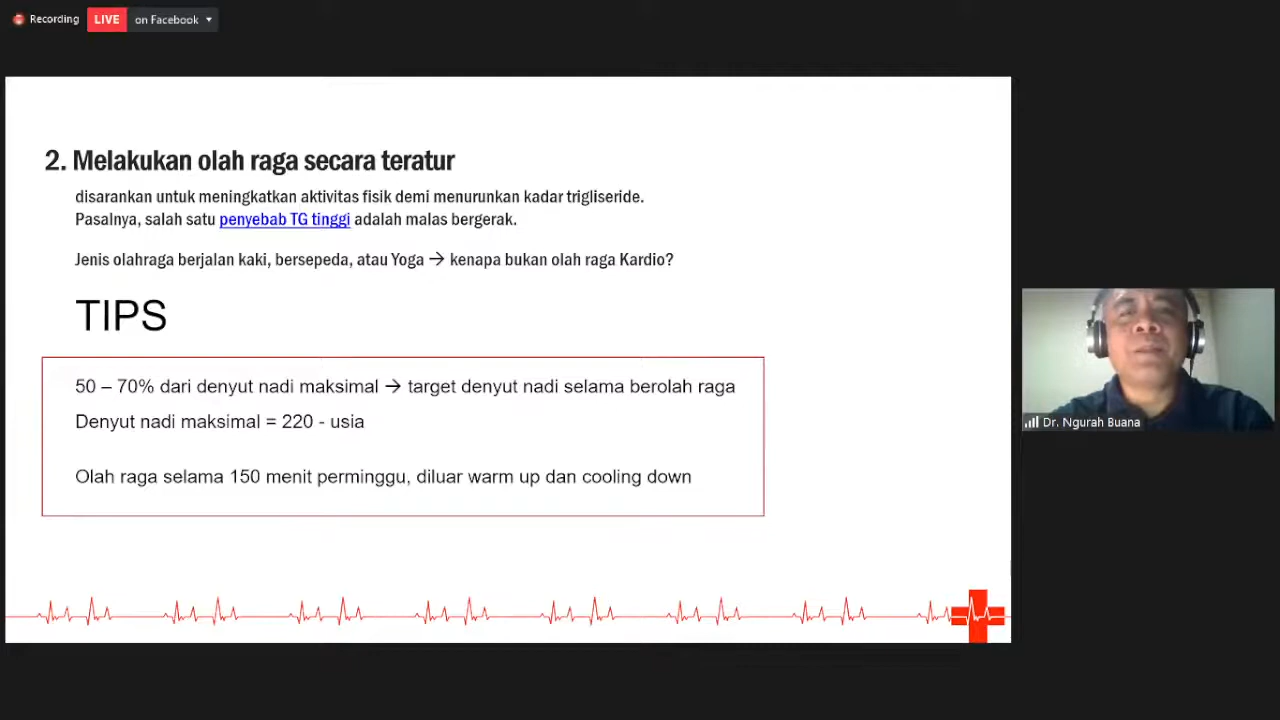 Recording
LIVE on Facebook
2. Melakukan olah raga secara teratur
disarankan untuk meningkatkan aktivitas fisik demi menurunkan kadar trigliseride.
Pasalnya, salah satu penyebab TG tinggi adalah malas bergerak.
Jenis olahraga berjalan kaki, bersepeda, atau Yoga → kenapa bukan olah raga Kardio?
TIPS
50 – 70% dari denyut nadi maksimal → target denyut nadi selama berolah raga
Denyut nadi maksimal = 220 - usia
Olah raga selama 150 menit perminggu, diluar warm up dan cooling down
Dr. Ngurah Buana